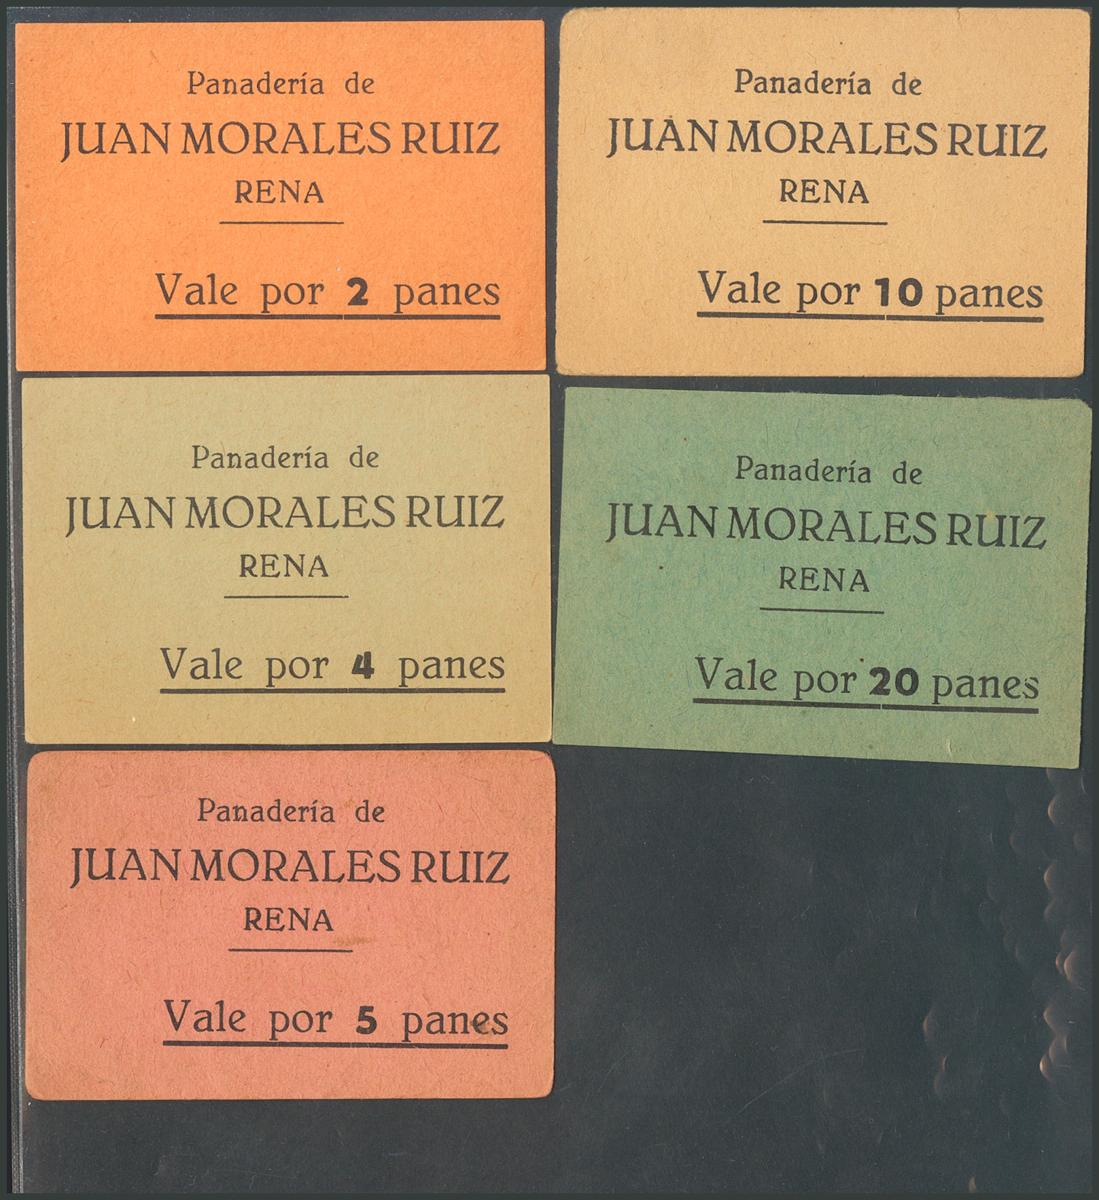 Panadería de
JUAN MORALES RUIZ
RENA
Vale por 2 panes
Panadería de
JUAN MORALES RUIZ
RENA
Vale por 10 panes
Panadería de
JUAN MORALES RUIZ
RENA
Vale por 4 panes
Panadería de
JUAN MORALES RUIZ
RENA
Vale por 20 panes
Panadería de
JUAN MORALES RUIZ
RENA
Vale por 5 panes